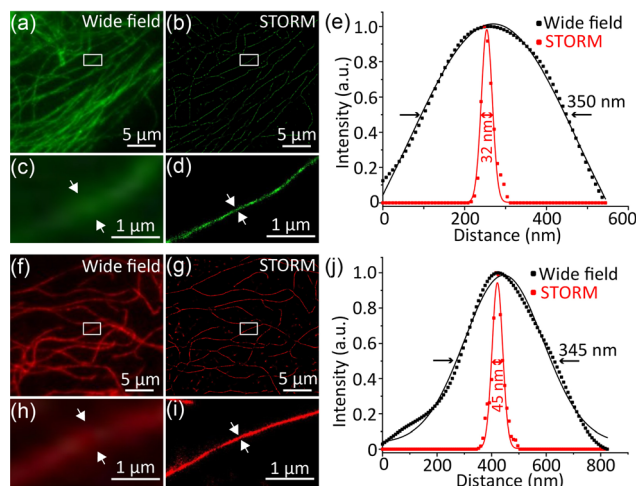 (a) Wide field
5 μm
(b) STORM
5 μm
(c)
1 μm
(d)
1 μm
(e)
Wide field
STORM
350 nm
32 nm
Intensity (a.u.)
1.0
0.8
0.6
0.4
0.2
0.0
0 200 400 600
Distance (nm)
(f) Wide field
5 μm
(g) STORM
5 μm
(h)
1 μm
(i)
1 μm
(j)
Wide field
STORM
345 nm
45 nm
Intensity (a.u.)
1.0
0.8
0.6
0.4
0.2
0
0 200 400 600 800
Distance (nm)